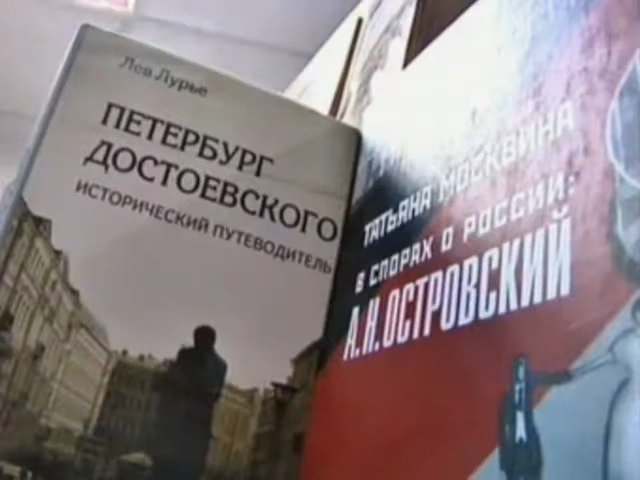 Лев Лурье
ПЕТЕРБУРГ
ДОСТОЕВСКОГО
ИСТОРИЧЕСКИЙ ПУТЕВОДИТЕЛЬ
ТАТЬЯНА МОСКВИНА
В СПОРАХ О РОССИИ:
А.Н.ОСТРОВСКИЙ